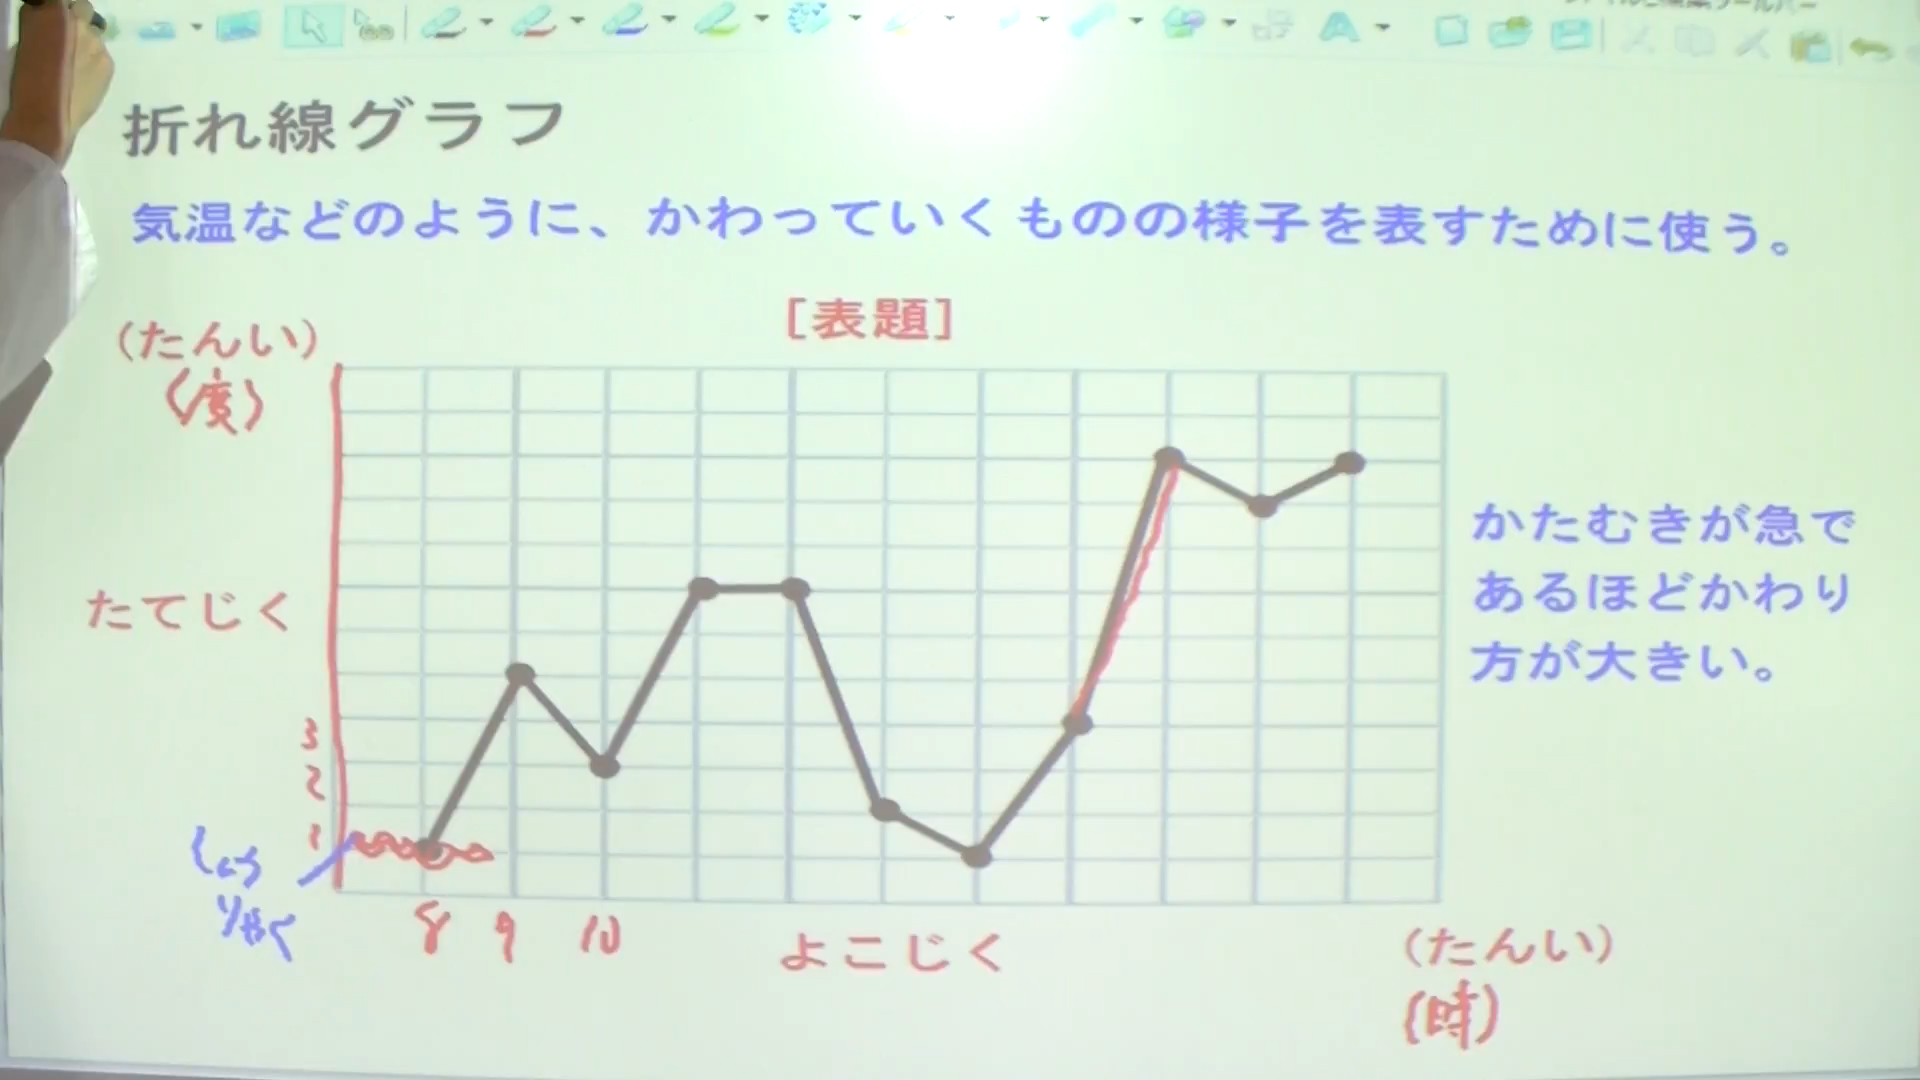 折れ線グラフ
気温などのように、かわっていくものの様子を表すために使う。
[表題]
(たんい)
(度)
たてじく
3
2
1
しょう
りゃく
8 9 10
よこじく
(たんい)
(時)
かたむきが急で
あるほどかわり
方が大きい。